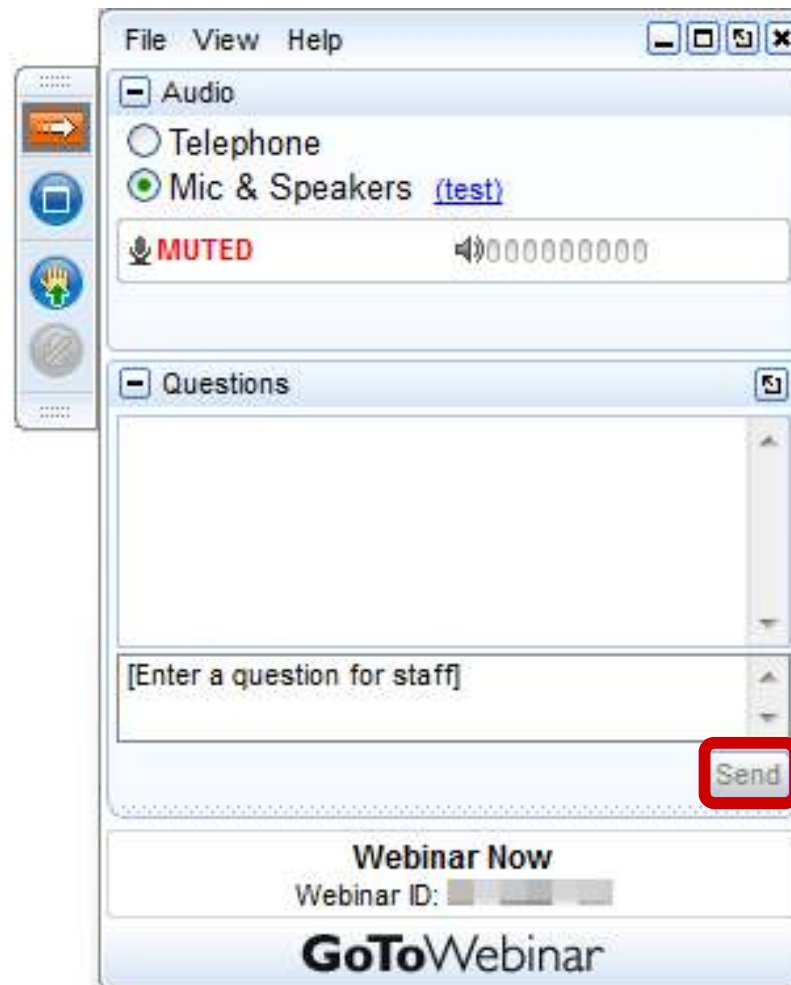 File View Help
Audio
Telephone
Mic & Speakers (test)
MUTED 000000000
Questions
[Enter a question for staff]
Send
Webinar Now
Webinar ID:
GoToWebinar